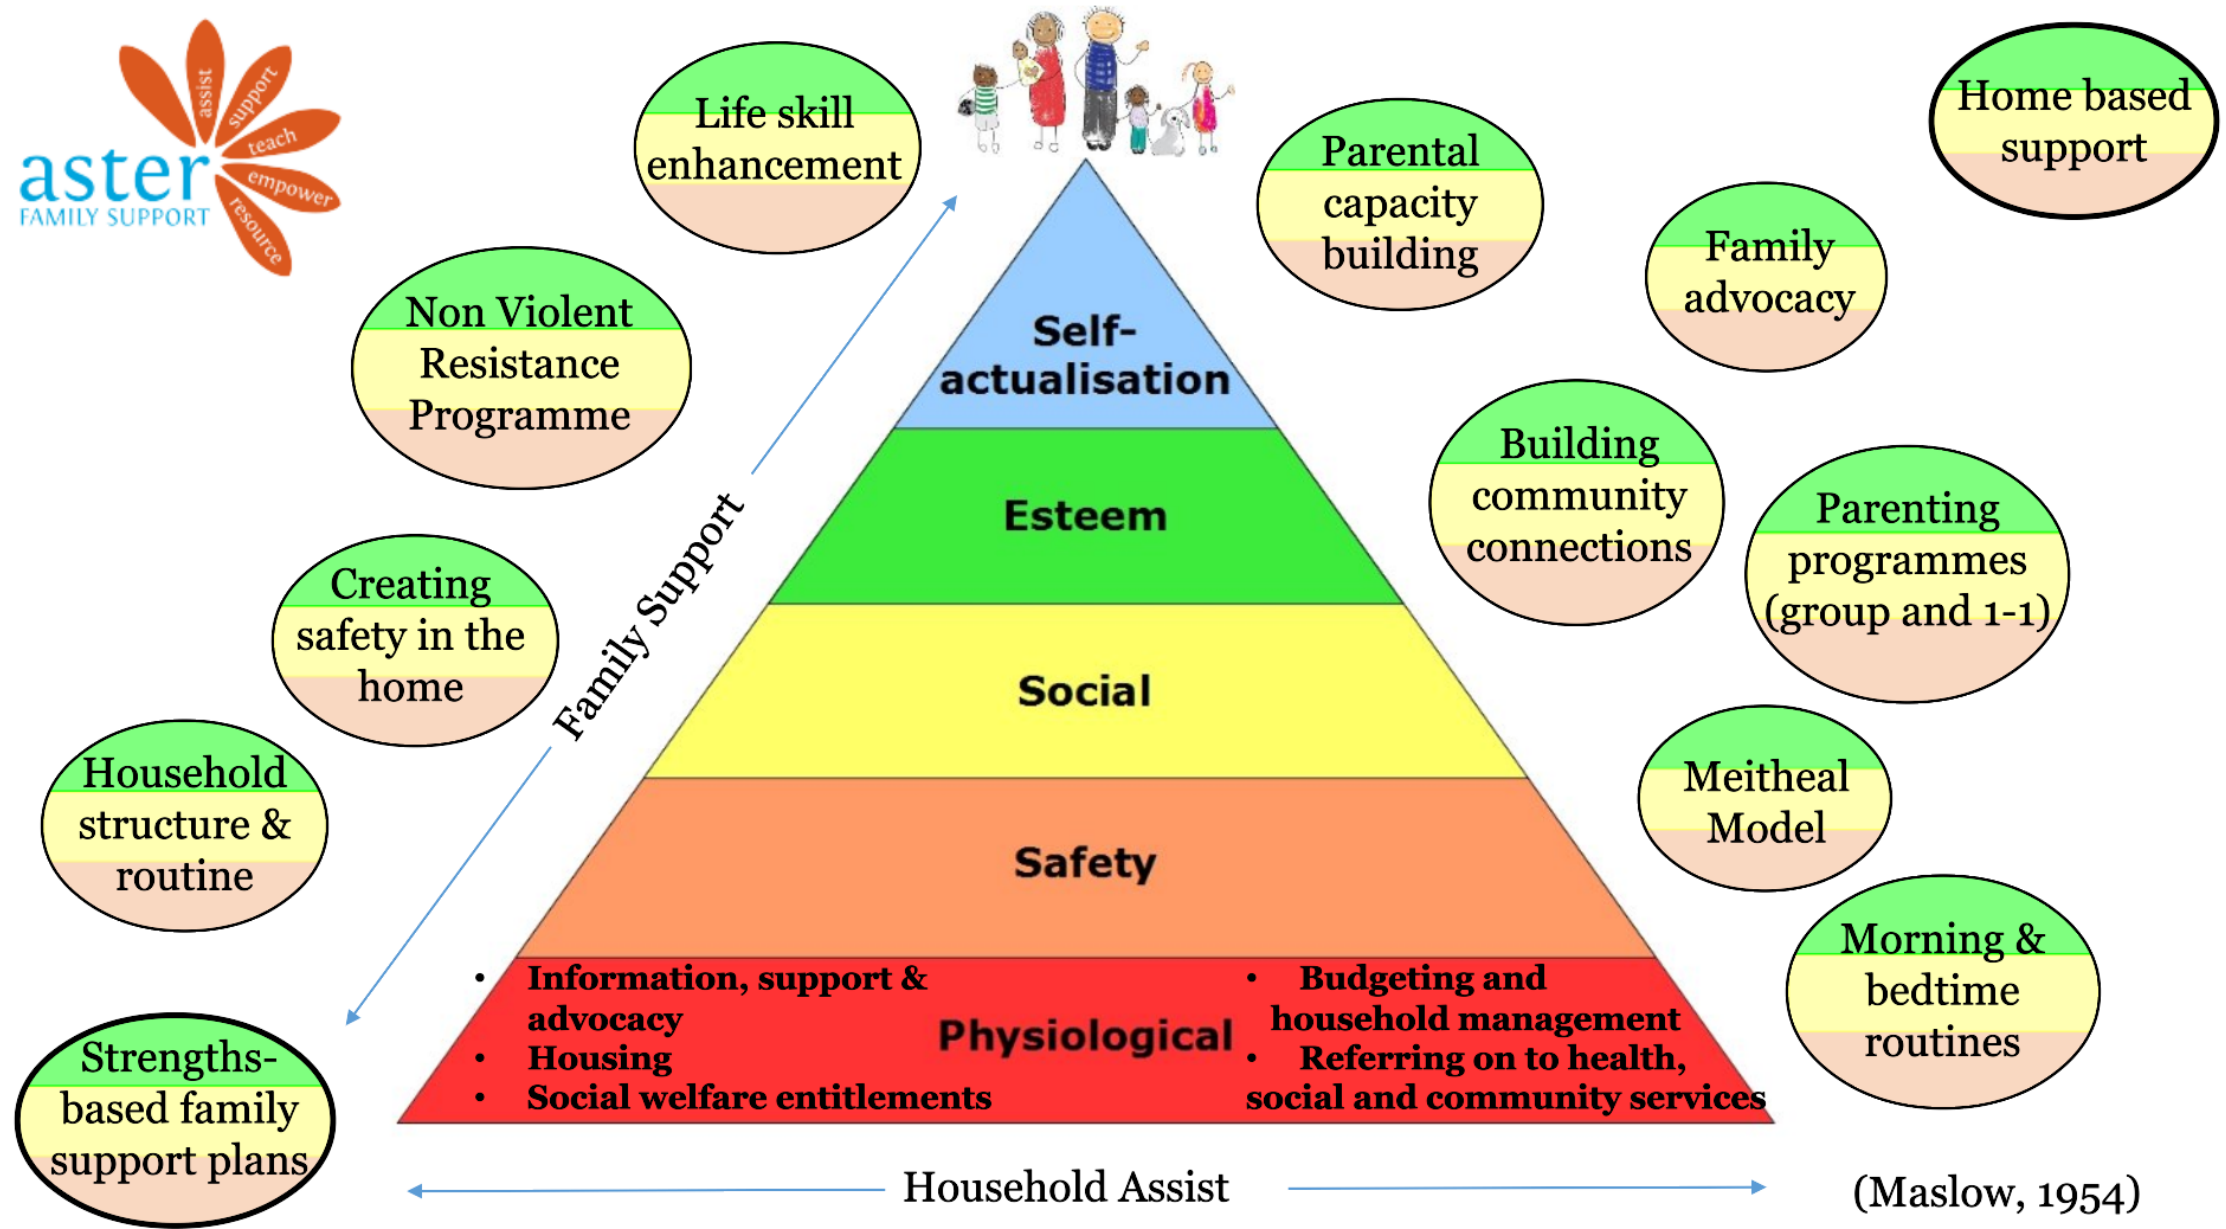 assist
support
teach
empower
resource
aster
FAMILY SUPPORT
Life skill
enhancement
Parental
capacity
building
Home based
support
Family
advocacy
Non Violent
Resistance
Programme
Self-
actualisation
Building
community
connections
Parenting
programmes
(group and 1-1)
Esteem
Creating
safety in the
home
Family Support
Social
Household
structure &
routine
Meitheal
Model
Safety
Morning &
bedtime
routines
• Information, support &
advocacy
• Housing
• Social welfare entitlements
Physiological
• Budgeting and
household management
• Referring on to health,
social and community services
Strengths-
based family
support plans
Household Assist
(Maslow, 1954)